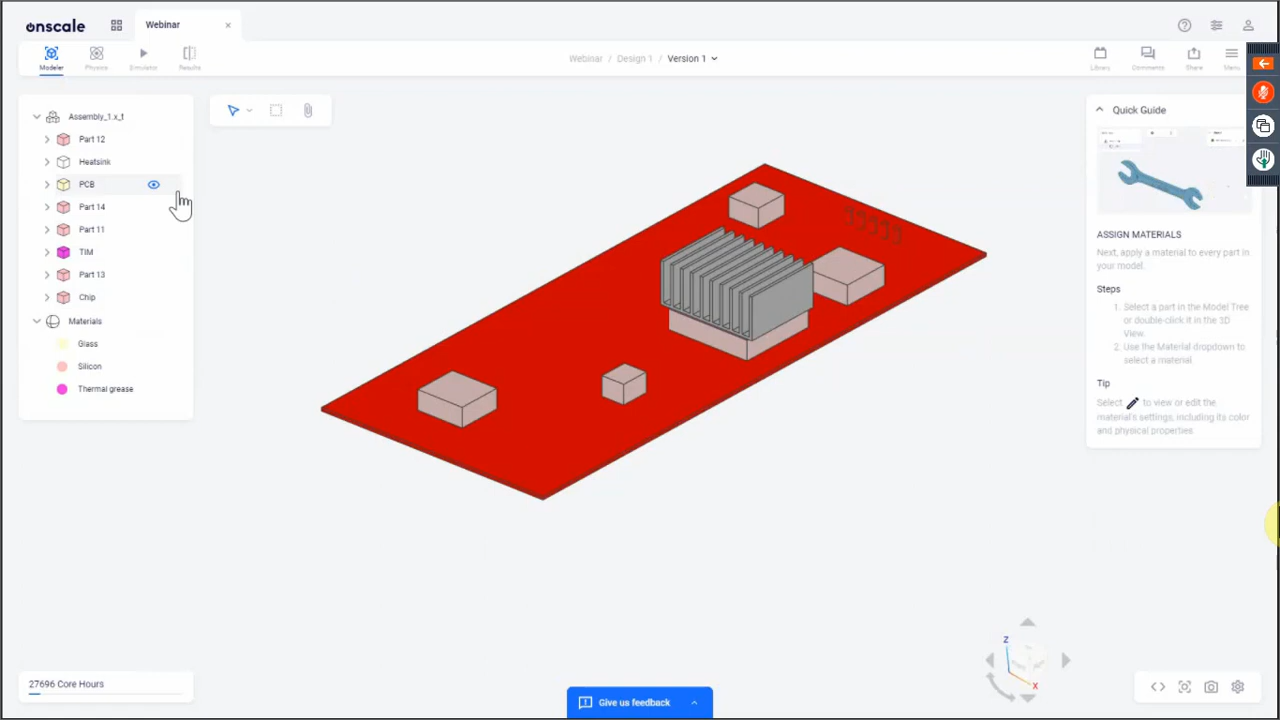 onscale
Webinar
Modeler
Physics
Simulator
Results
Webinar / Design 1 / Version 1
Library
Comments
Share
Menu
Assembly_1.x_t
Part 12
Heatsink
PCB
Part 14
Part 11
TIM
Part 13
Chip
Materials
Glass
Silicon
Thermal grease
Quick Guide
ASSIGN MATERIALS
Next, apply a material to every part in
your model.
Steps
1. Select a part in the Model Tree
or double-click it in the 3D
View.
2. Use the Material dropdown to
select a material.
Tip
Select to view or edit the
material's settings, including its color
and physical properties.
Z
X
27696 Core Hours
Give us feedback